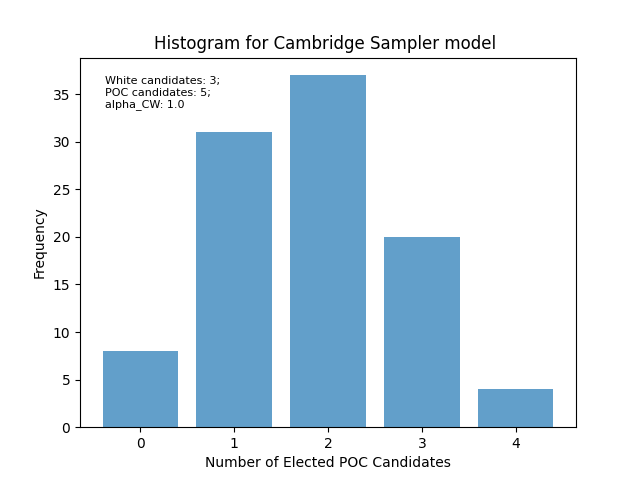 Histogram for Cambridge Sampler model
White candidates: 3;
POC candidates: 5;
alpha_CW: 1.0
Frequency
35
30
25
20
15
10
5
0
0 1 2 3 4
Number of Elected POC Candidates